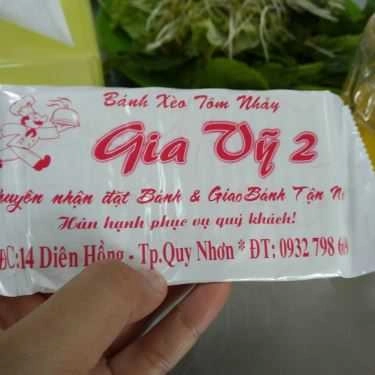 Bánh Xèo Tôm Nhảy
Gia Vỹ 2
huyên nhận đặt Bánh & Giao Bánh Tận N
Hân hạnh phục vụ quý khách!
ĐC: 14 Diên Hồng - Tp.Quy Nhơn * ĐT: 0932 798 6